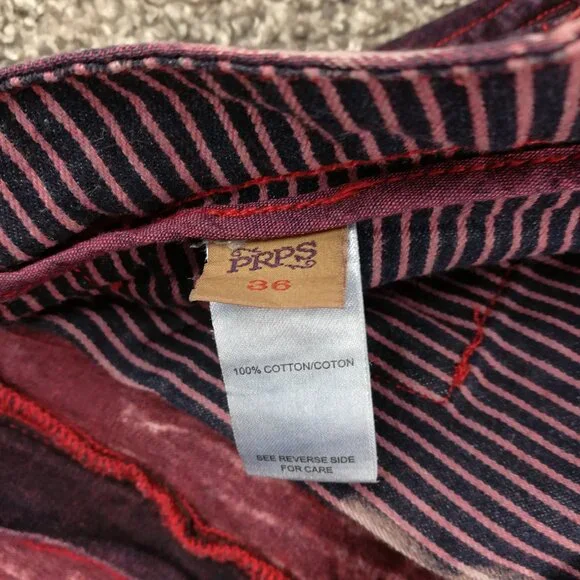 PRPS
36
100% COTTON/COTON
SEE REVERSE SIDE
FOR CARE